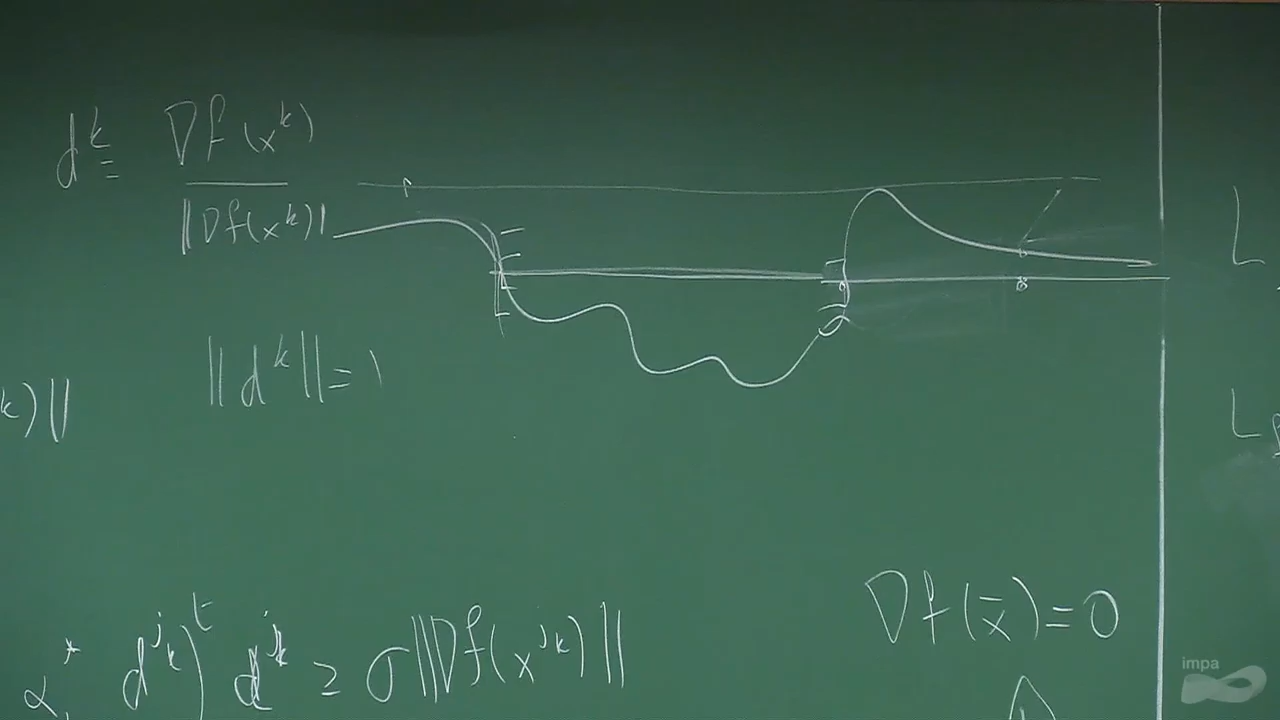 d^k = ∇f(x^k)
‖∇f(x^k)‖
‖d^k‖ = 1
k)‖
L
L
∇f(x̄) = 0
d^{j_k})^t d^{j_k} ≥ σ‖∇f(x^{j_k})‖
impa